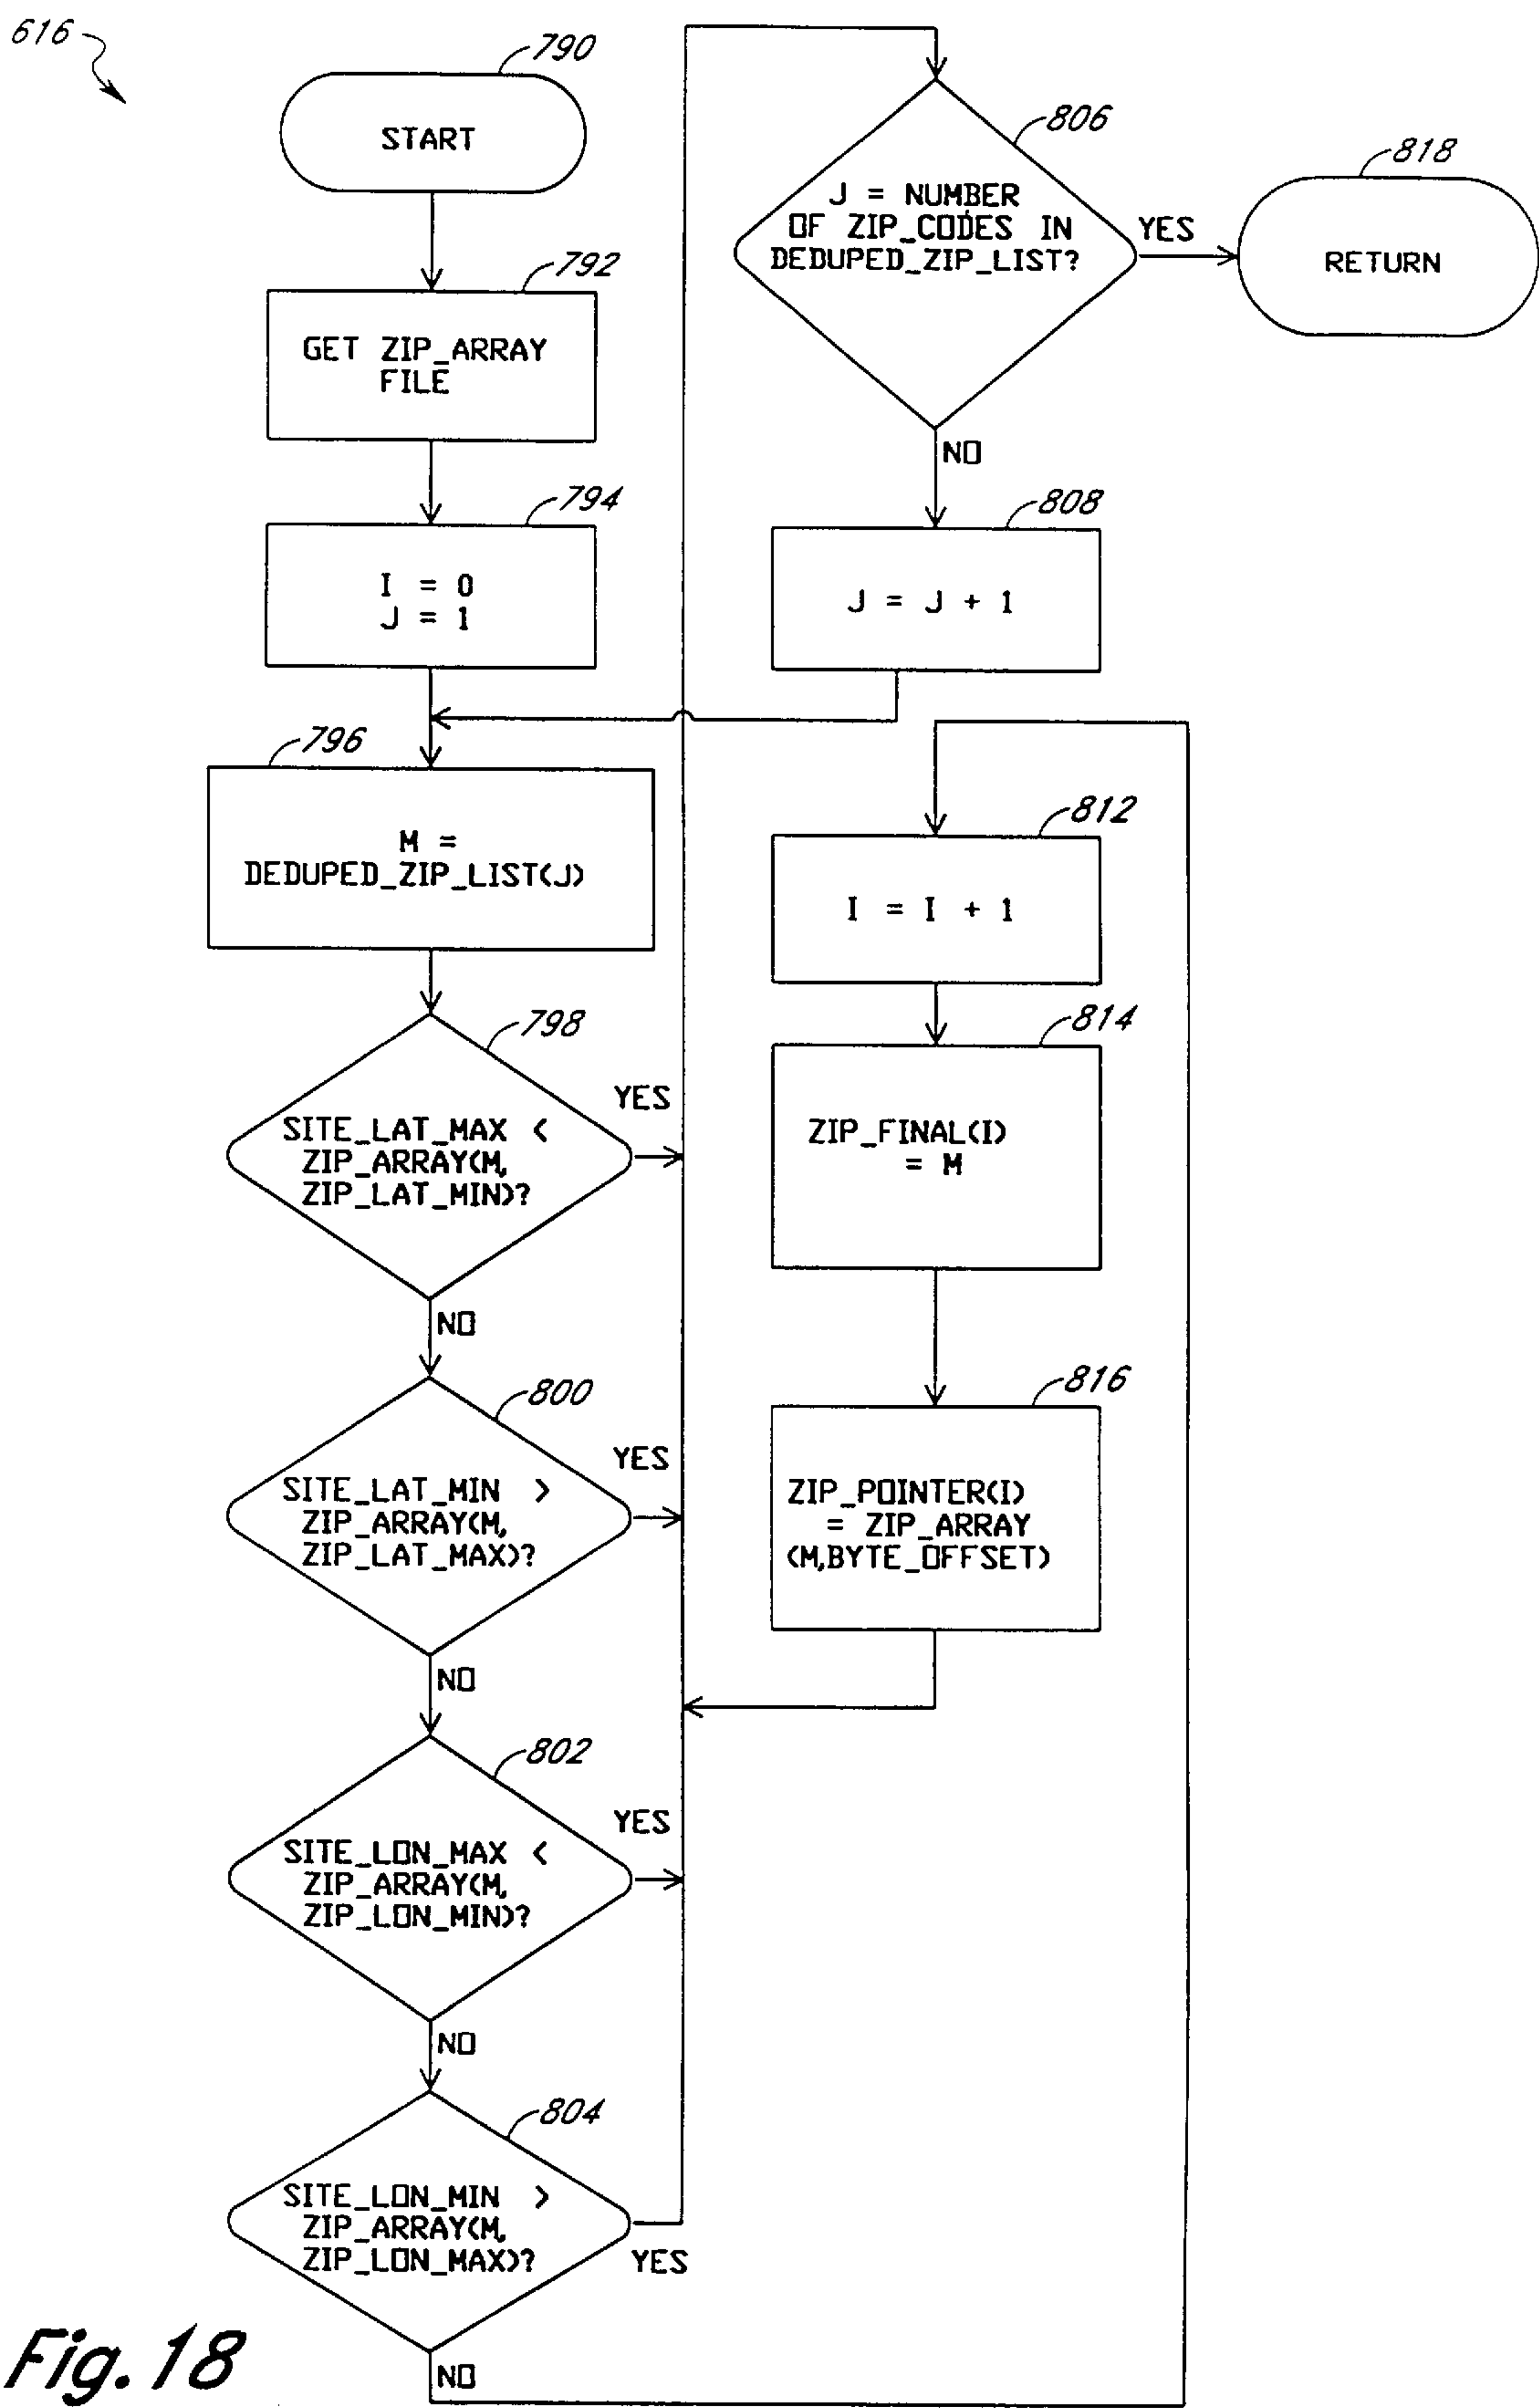 616
790
START
792
GET ZIP_ARRAY
FILE
794
I = 0
J = 1
796
M =
DEDUPED_ZIP_LIST(J)
798
SITE_LAT_MAX <
ZIP_ARRAY(M,
ZIP_LAT_MIN)?
YES
NO
800
SITE_LAT_MIN >
ZIP_ARRAY(M,
ZIP_LAT_MAX)?
YES
NO
802
SITE_LON_MAX <
ZIP_ARRAY(M,
ZIP_LON_MIN)?
YES
NO
804
SITE_LON_MIN >
ZIP_ARRAY(M,
ZIP_LON_MAX)?
YES
NO
806
J = NUMBER
OF ZIP_CODES IN
DEDUPED_ZIP_LIST?
YES
NO
818
RETURN
808
J = J + 1
812
I = I + 1
814
ZIP_FINAL(I)
= M
816
ZIP_POINTER(I)
= ZIP_ARRAY
(M,BYTE_OFFSET)
Fig. 18